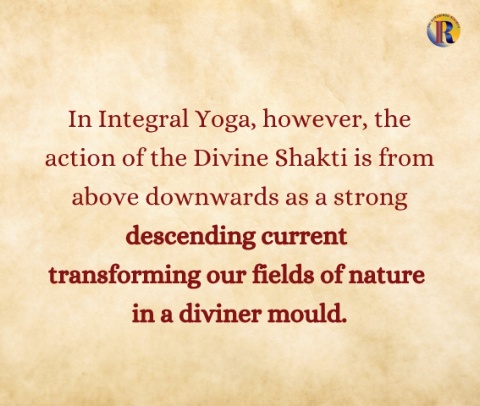 In Integral Yoga, however, the
action of the Divine Shakti is from
above downwards as a strong
descending current
transforming our fields of nature
in a diviner mould.